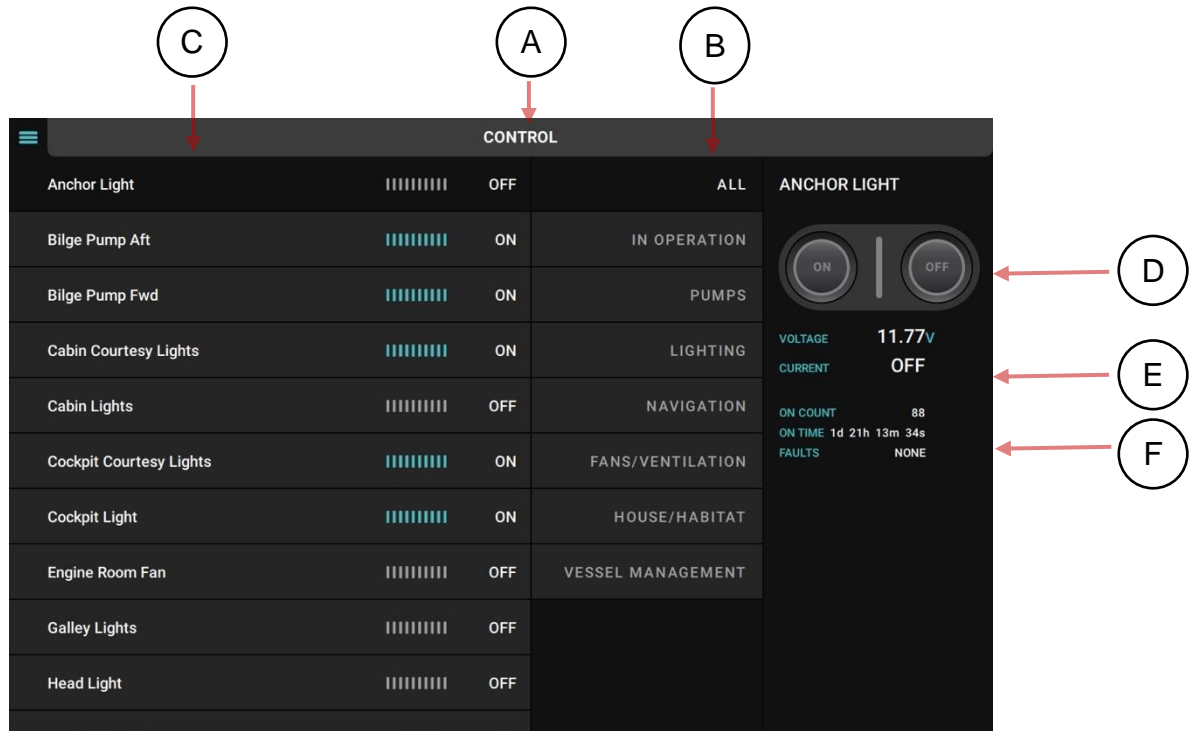 C A B
CONTROL
Anchor Light OFF ALL ANCHOR LIGHT
Bilge Pump Aft ON IN OPERATION
ON OFF D
Bilge Pump Fwd ON PUMPS
VOLTAGE 11.77V
Cabin Courtesy Lights ON LIGHTING
CURRENT OFF E
Cabin Lights OFF NAVIGATION
ON COUNT 88
ON TIME 1d 21h 13m 34s
FAULTS NONE F
Cockpit Courtesy Lights ON FANS/VENTILATION
Cockpit Light ON HOUSE/HABITAT
Engine Room Fan OFF VESSEL MANAGEMENT
Galley Lights OFF
Head Light OFF